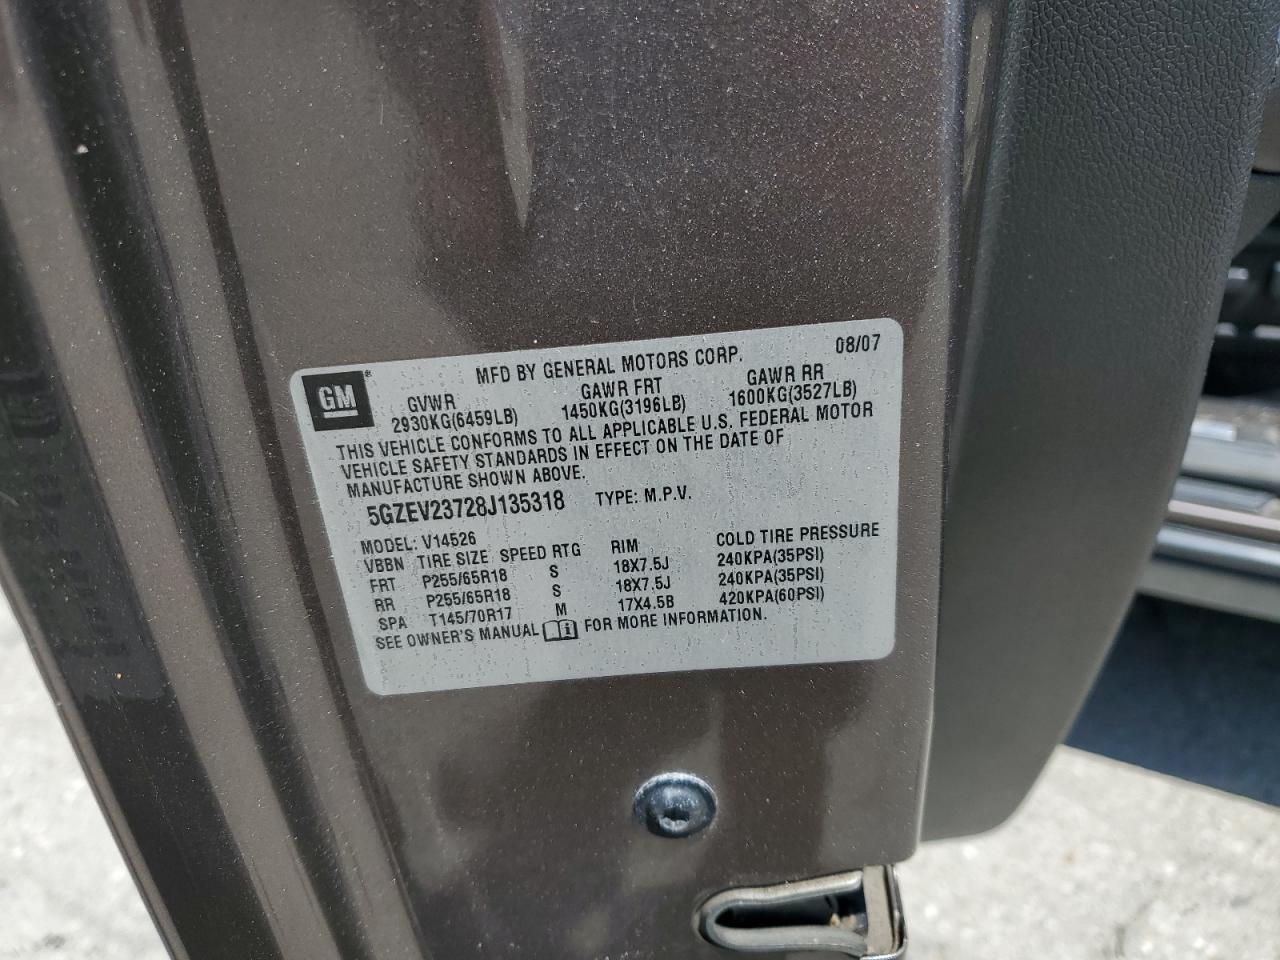 MFD BY GENERAL MOTORS CORP. 08/07
GM®
GVWR GAWR FRT GAWR RR
2930KG(6459LB) 1450KG(3196LB) 1600KG(3527LB)
THIS VEHICLE CONFORMS TO ALL APPLICABLE U.S. FEDERAL MOTOR
VEHICLE SAFETY STANDARDS IN EFFECT ON THE DATE OF
MANUFACTURE SHOWN ABOVE.
5GZEV23728J135318 TYPE: M.P.V.
MODEL: V14526
VBBN TIRE SIZE SPEED RTG RIM COLD TIRE PRESSURE
FRT P255/65R18 S 18X7.5J 240KPA(35PSI)
RR P255/65R18 S 18X7.5J 240KPA(35PSI)
SPA T145/70R17 M 17X4.5B 420KPA(60PSI)
SEE OWNER'S MANUAL FOR MORE INFORMATION.